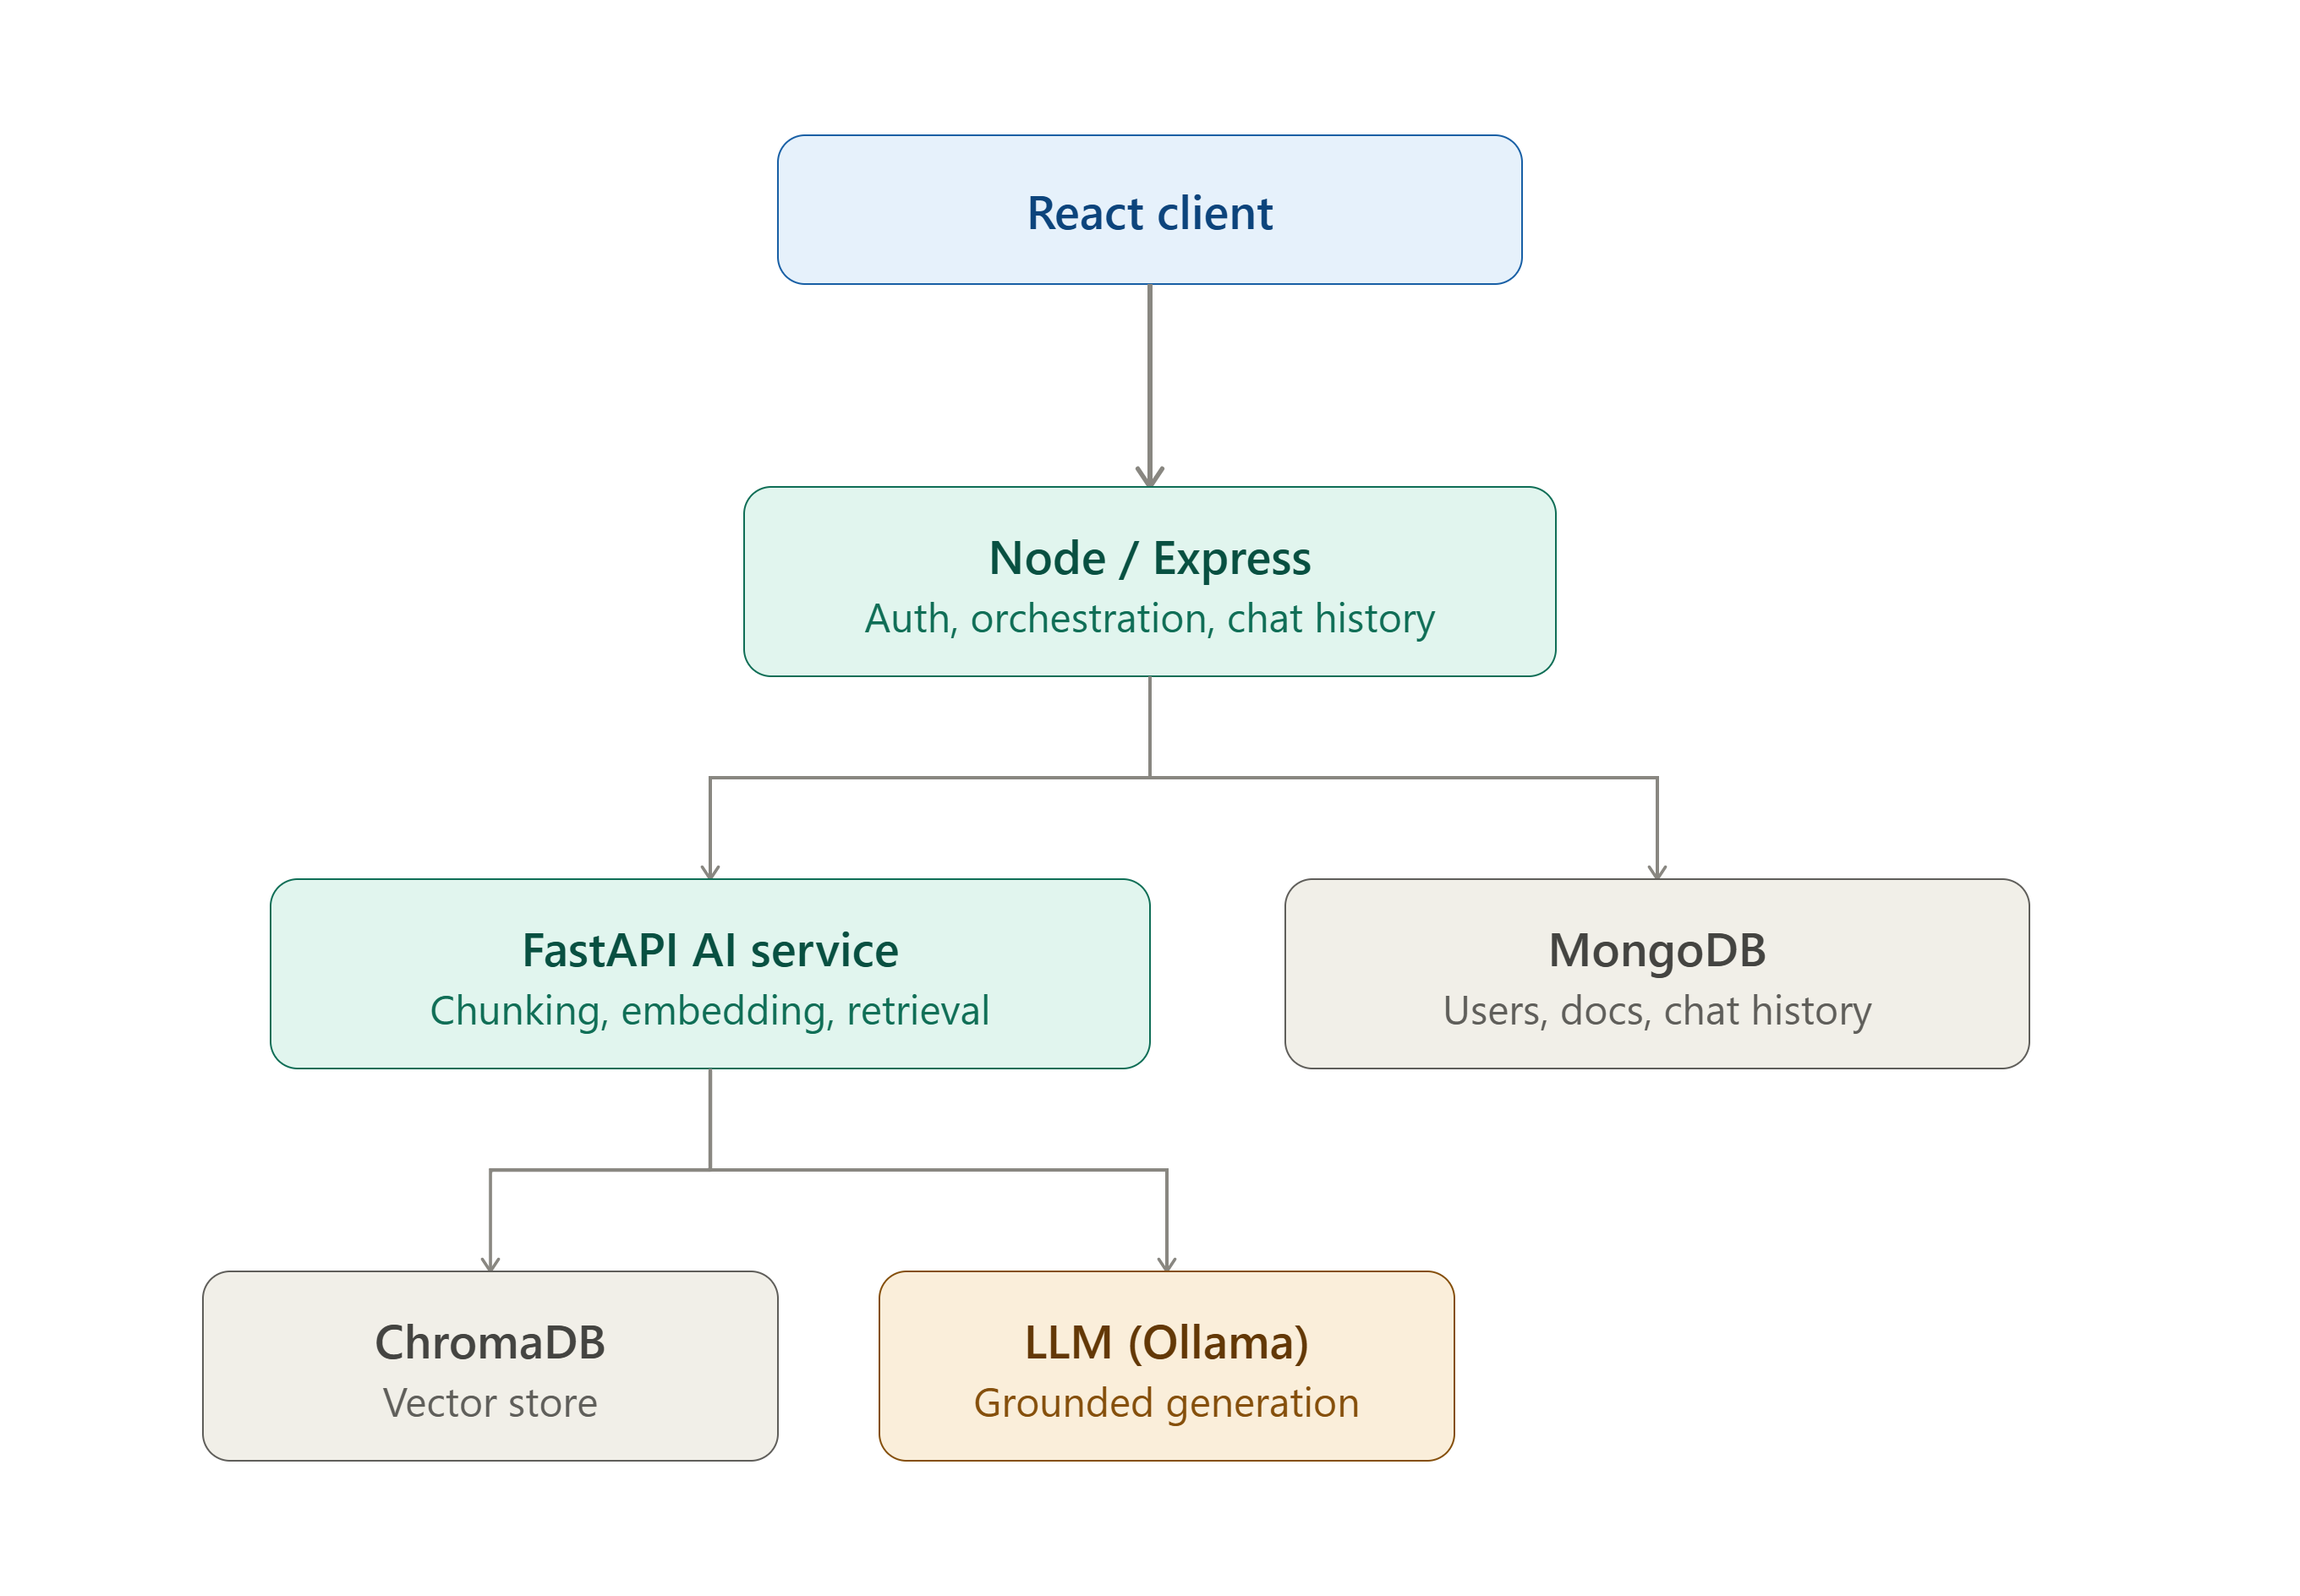 React client
Node / Express
Auth, orchestration, chat history
FastAPI AI service
Chunking, embedding, retrieval
MongoDB
Users, docs, chat history
ChromaDB
Vector store
LLM (Ollama)
Grounded generation